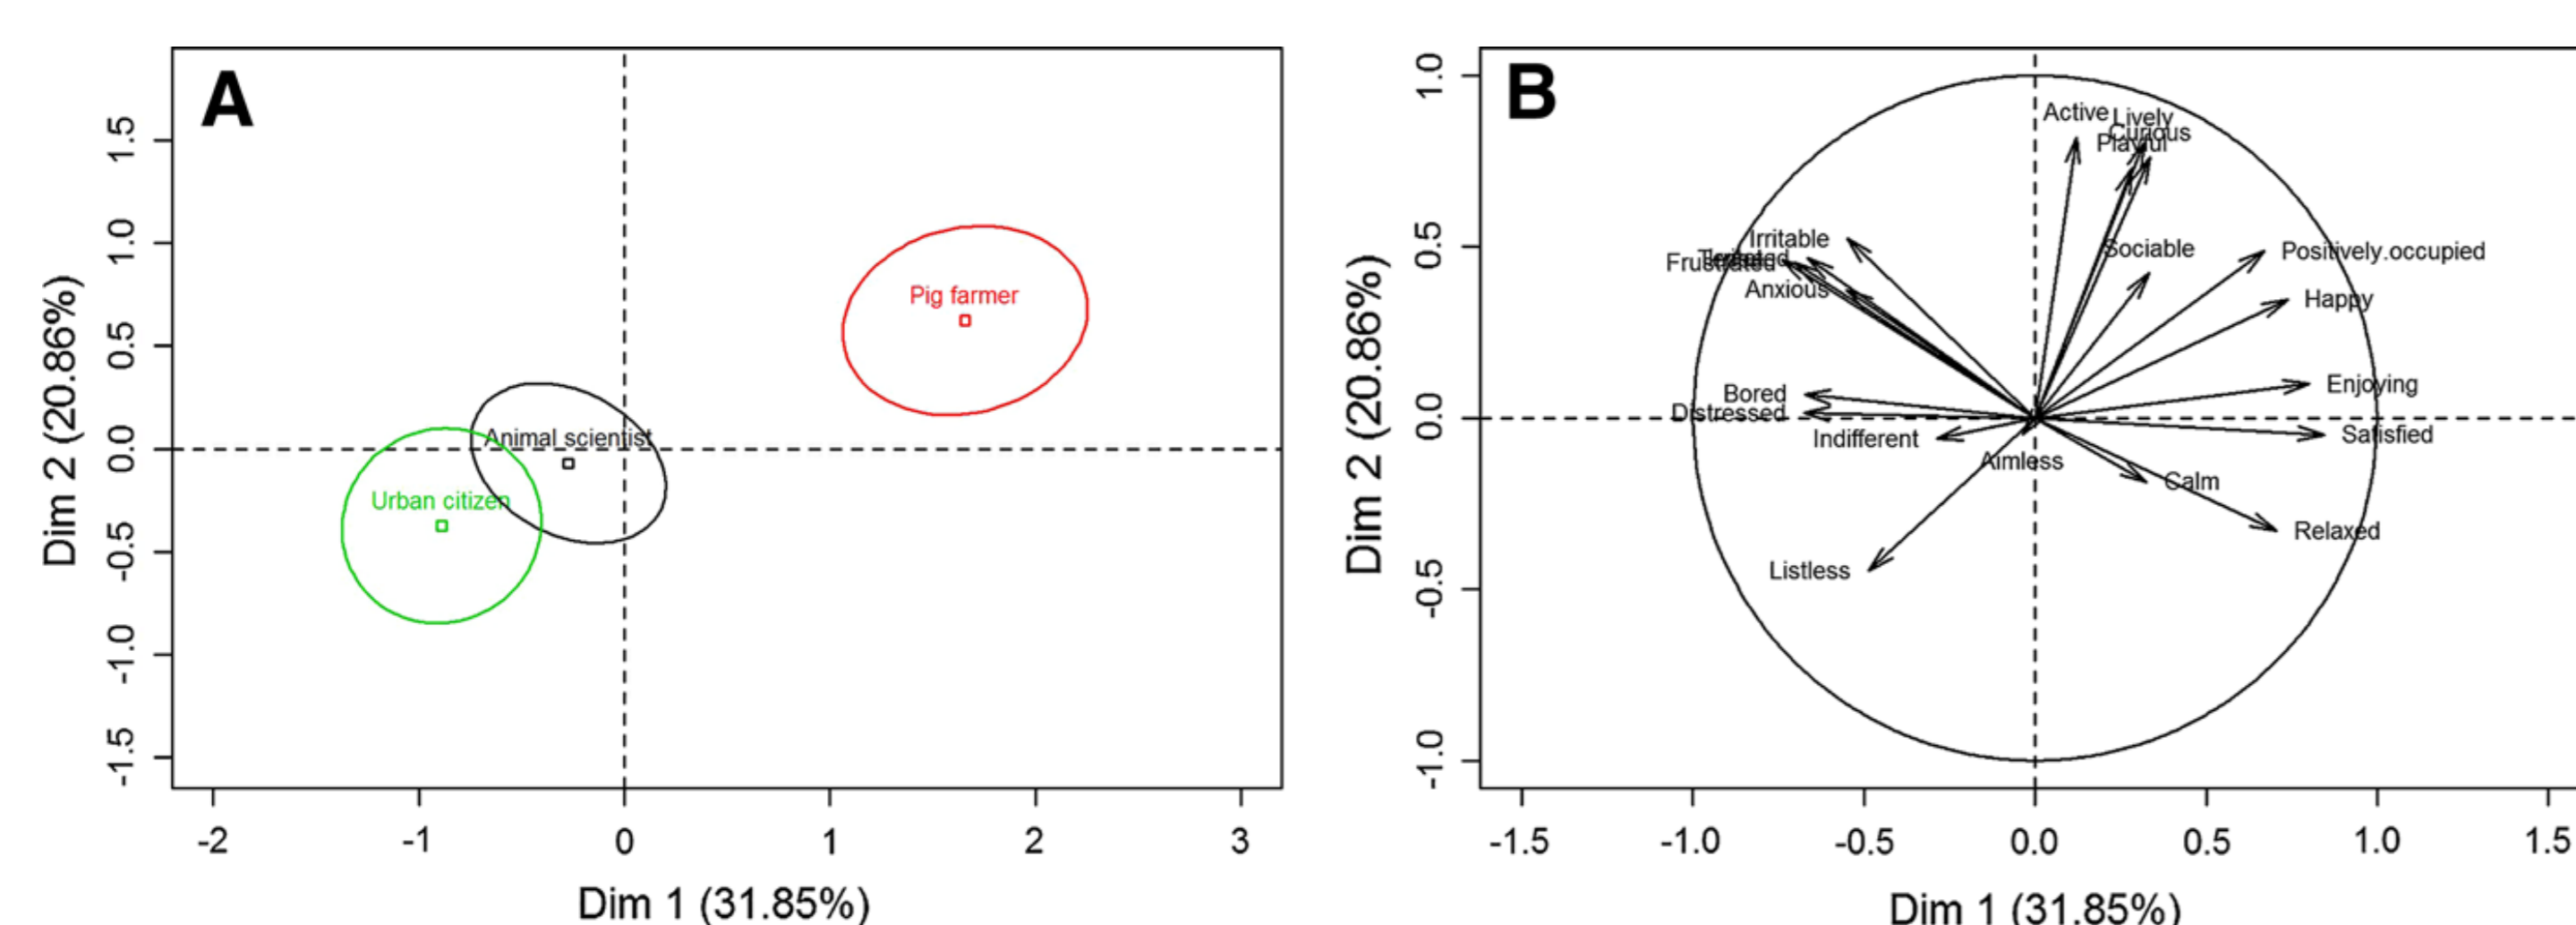 A
Dim 2 (20.86%)
1.5
1.0
0.5
0.0
-0.5
-1.0
-1.5
Pig farmer
Animal scientist
Urban citizen
-2
-1
0
1
2
3
Dim 1 (31.85%)
B
Dim 2 (20.86%)
1.0
0.5
0.0
-0.5
-1.0
Active
Lively
Curious
Playful
Irritable
Frustrated
Anxious
Sociable
Positively.occupied
Happy
Bored
Enjoying
Distressed
Indifferent
Satisfied
Aimless
Calm
Relaxed
Listless
-1.5
-1.0
-0.5
0.0
0.5
1.0
1.5
Dim 1 (31.85%)